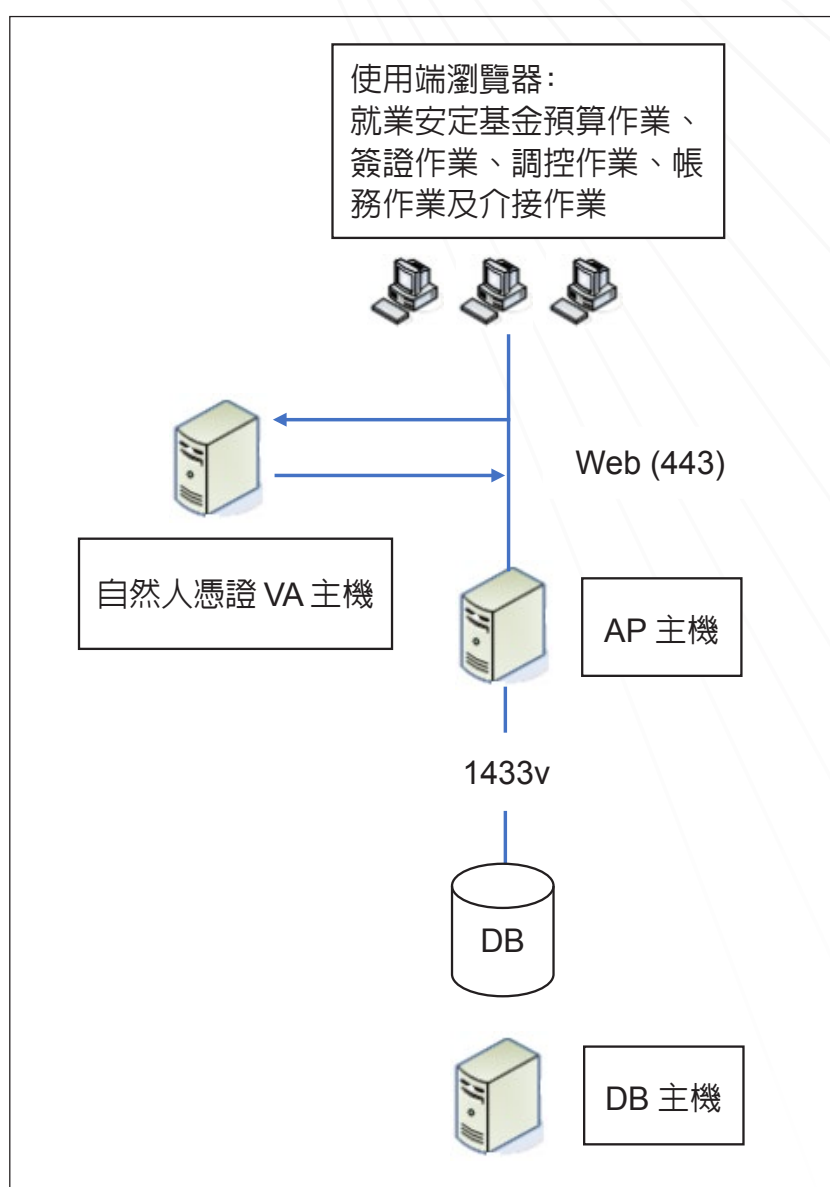 使用端瀏覽器：
就業安定基金預算作業、
簽證作業、調控作業、帳
務作業及介接作業
Web (443)
自然人憑證 VA 主機
AP 主機
1433v
DB
DB 主機